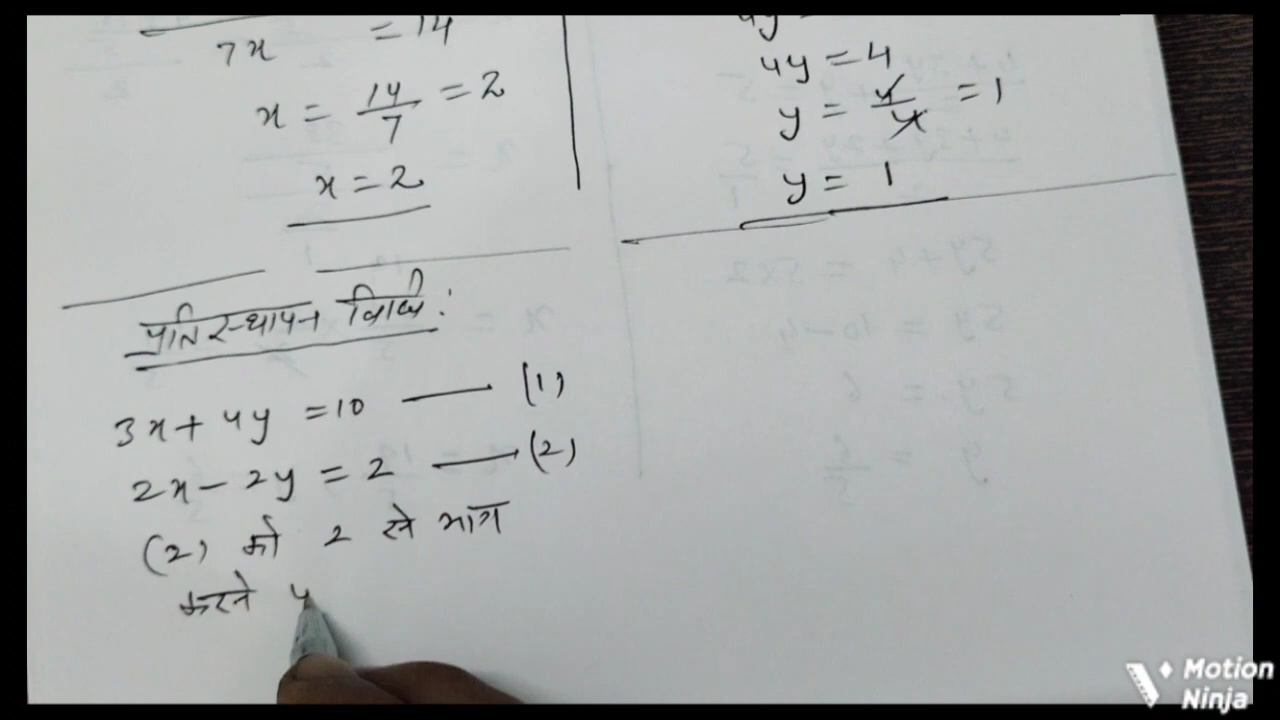 7x = 14
x = 14/7 = 2
x = 2
4y =
4y = 4
y = 4/4 = 1
y = 1
प्रतिस्थापन विधि :
3x + 4y = 10 —— (1)
2x - 2y = 2 —— (2)
(2) को 2 से भाग
करने प
Motion
Ninja